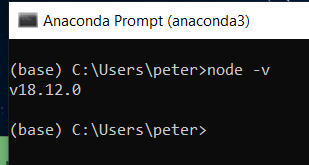 Anaconda Prompt (anaconda3)
(base) C:\Users\peter>node -v
v18.12.0
(base) C:\Users\peter>